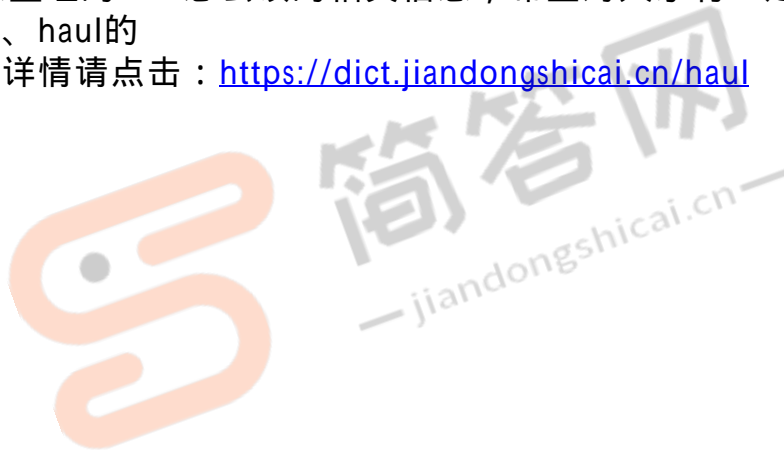 、haul的
详情请点击：https://dict.jiandongshicai.cn/haul
简答网
jiandongshicai.cn